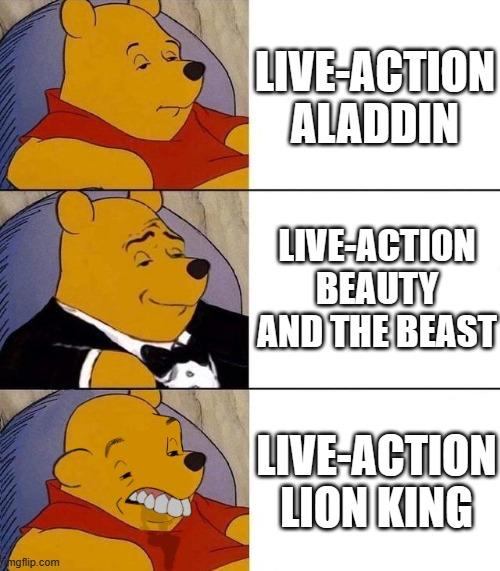 LIVE-ACTION
ALADDIN
LIVE-ACTION
BEAUTY
AND THE BEAST
LIVE-ACTION
LION KING
imgflip.com